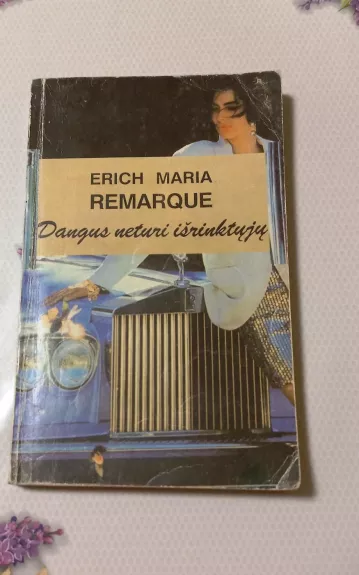 ERICH MARIA
REMARQUE
Dangus neturi išrinktųjų